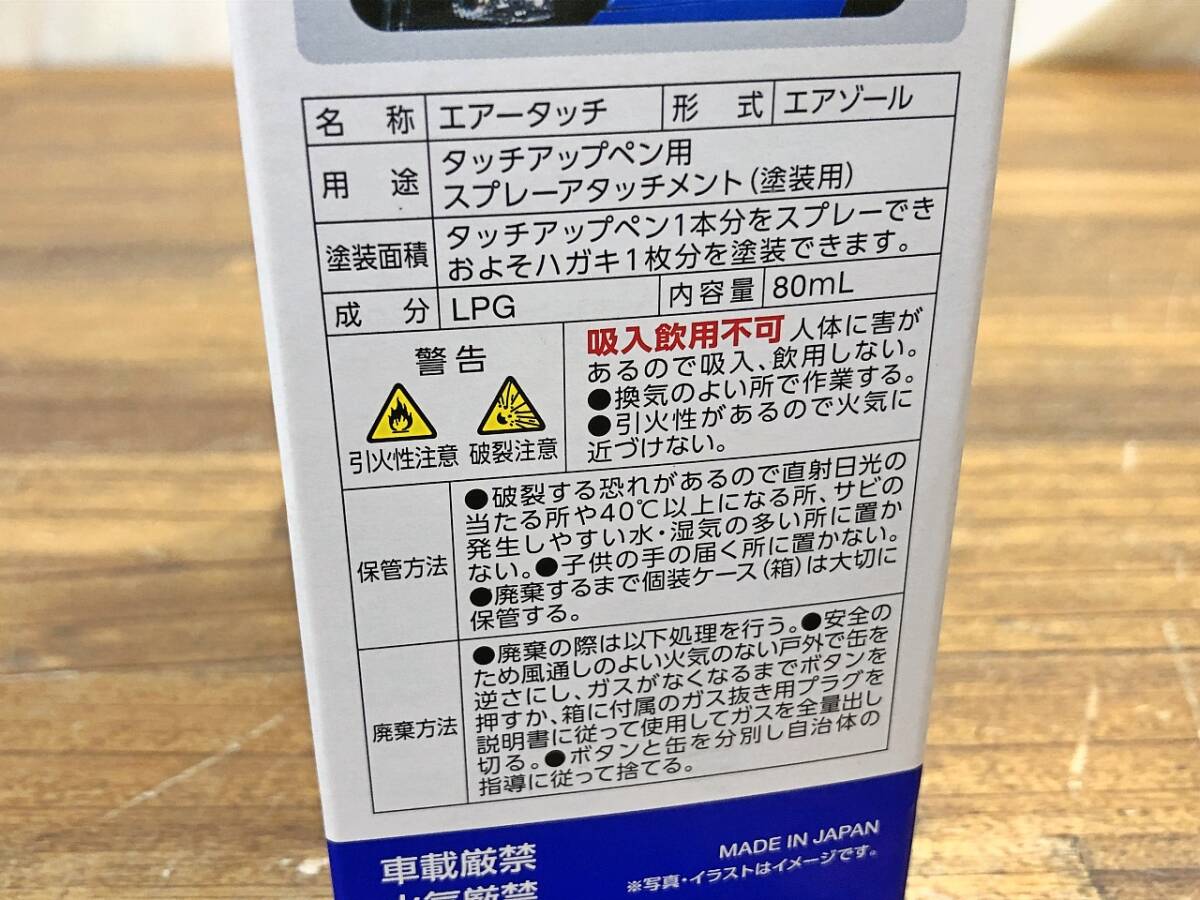 名称 エアータッチ 形式 エアゾール
用途 タッチアップペン用
スプレーアタッチメント(塗装用)
塗装面積 タッチアップペン1本分をスプレーでき
およそハガキ1枚分を塗装できます。
成分 LPG 内容量 80mL
警告
引火性注意 破裂注意
吸入飲用不可 人体に害が
あるので吸入、飲用しない。
●換気のよい所で作業する。
●引火性があるので火気に
近づけない。
保管方法
●破裂する恐れがあるので直射日光の
当たる所や40℃以上になる所、サビの
発生しやすい水・湿気の多い所に置か
ない。●子供の手の届く所に置かない。
●廃棄するまで個装ケース(箱)は大切に
保管する。
廃棄方法
●廃棄の際は以下処理を行う。●安全の
ため風通しのよい火気のない戸外で缶を
逆さにし、ガスがなくなるまでボタンを
押すか、箱に付属のガス抜き用プラグを
説明書に従って使用してガスを全量出し
切る。●ボタンと缶を分別し自治体の
指導に従って捨てる。
車載厳禁
火気厳禁
MADE IN JAPAN
※写真・イラストはイメージです。